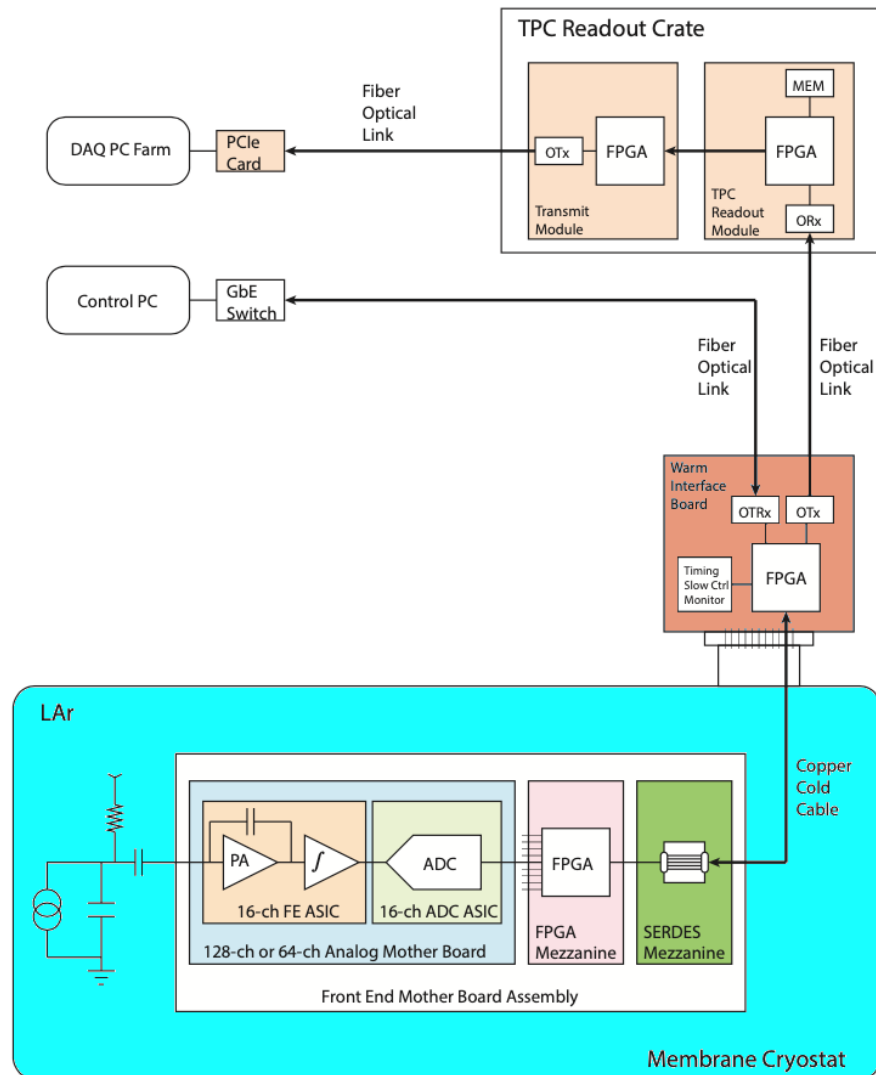 TPC Readout Crate
MEM
Fiber
Optical
Link
DAQ PC Farm
PCIe
Card
OTx
FPGA
FPGA
Transmit
Module
TPC
Readout
Module
ORx
Control PC
GbE
Switch
Fiber
Optical
Link
Fiber
Optical
Link
Warm
Interface
Board
OTRx
OTx
Timing
Slow Ctrl
Monitor
FPGA
LAr
Copper
Cold
Cable
PA
∫
ADC
FPGA
16-ch FE ASIC
16-ch ADC ASIC
128-ch or 64-ch Analog Mother Board
FPGA
Mezzanine
SERDES
Mezzanine
Front End Mother Board Assembly
Membrane Cryostat